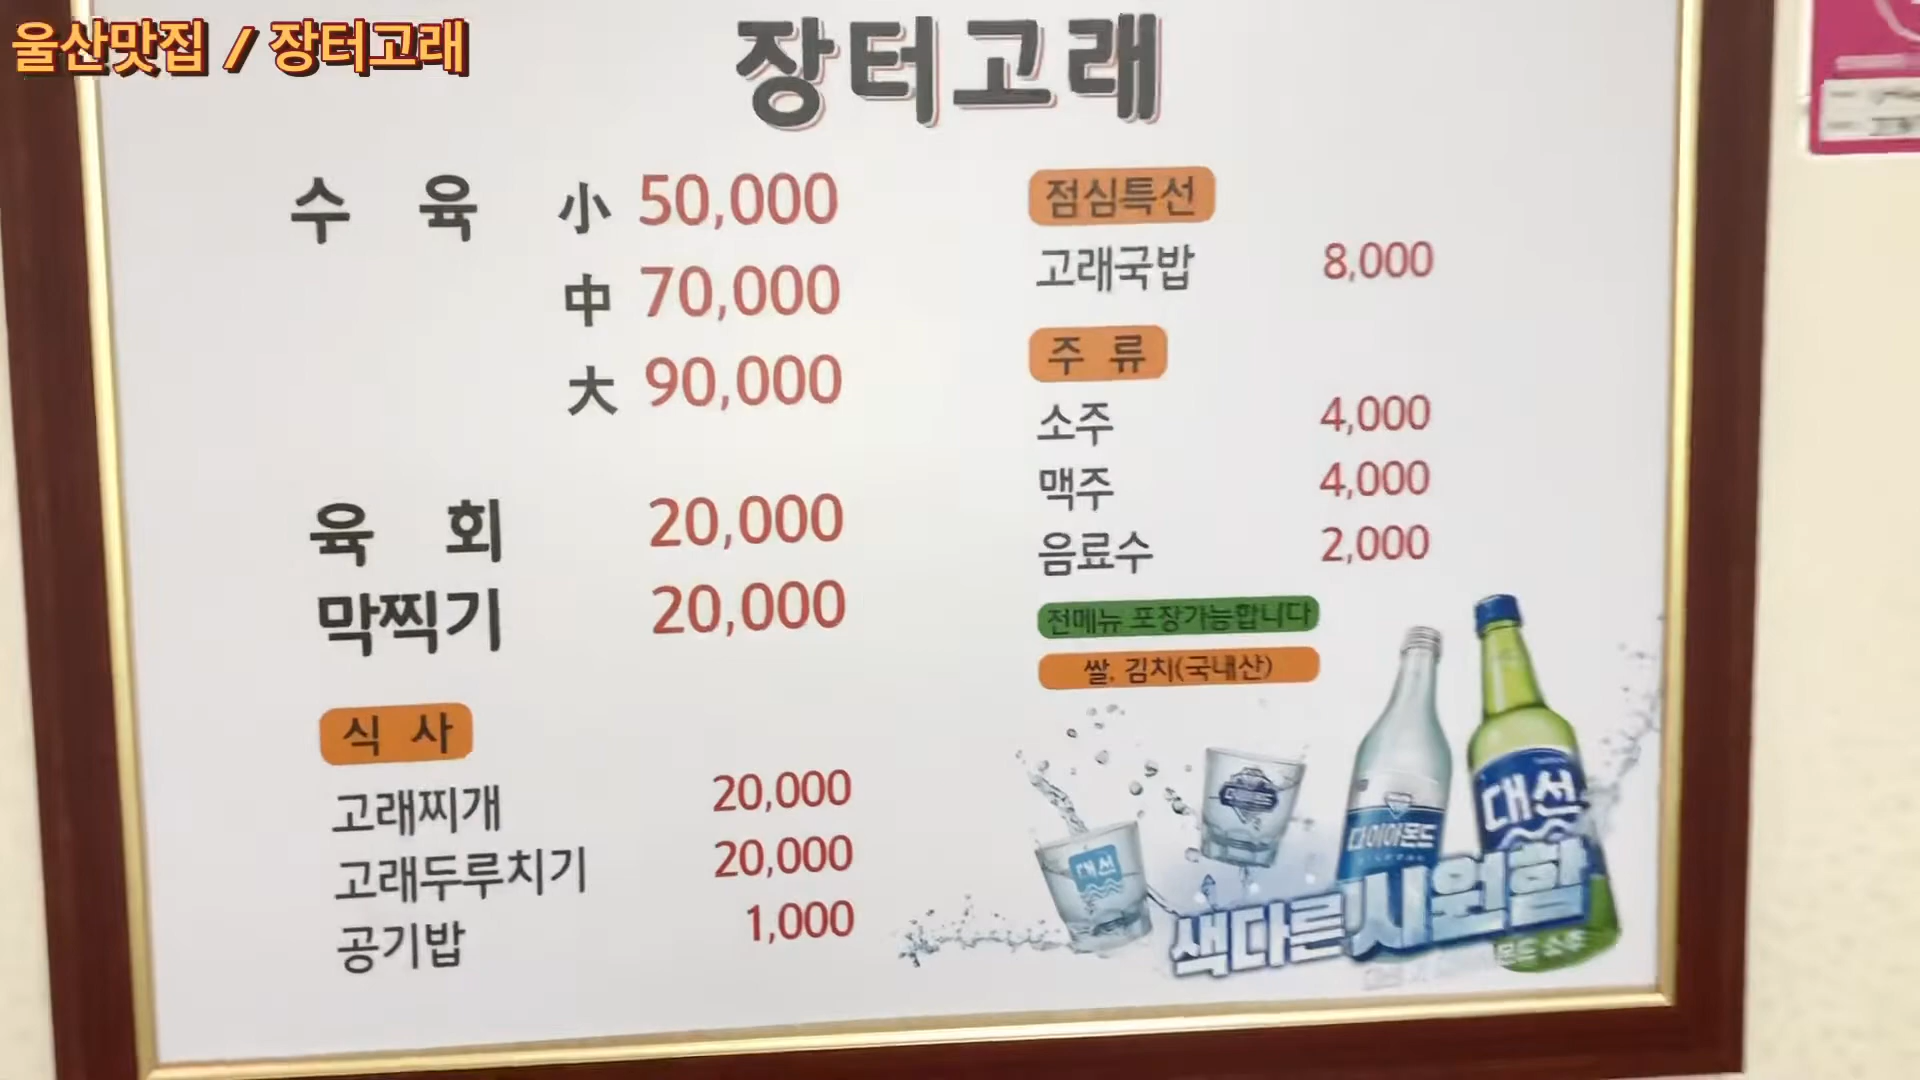 울산맛집 / 장터고래
장터고래
수 육 小 50,000
中 70,000
大 90,000
육 회 20,000
막찍기 20,000
식 사
고래찌개 20,000
고래두루치기 20,000
공기밥 1,000
점심특선
고래국밥 8,000
주 류
소주 4,000
맥주 4,000
음료수 2,000
전메뉴 포장가능합니다
쌀, 김치(국내산)
대선
다이아몬드
대선
색다른 시원함